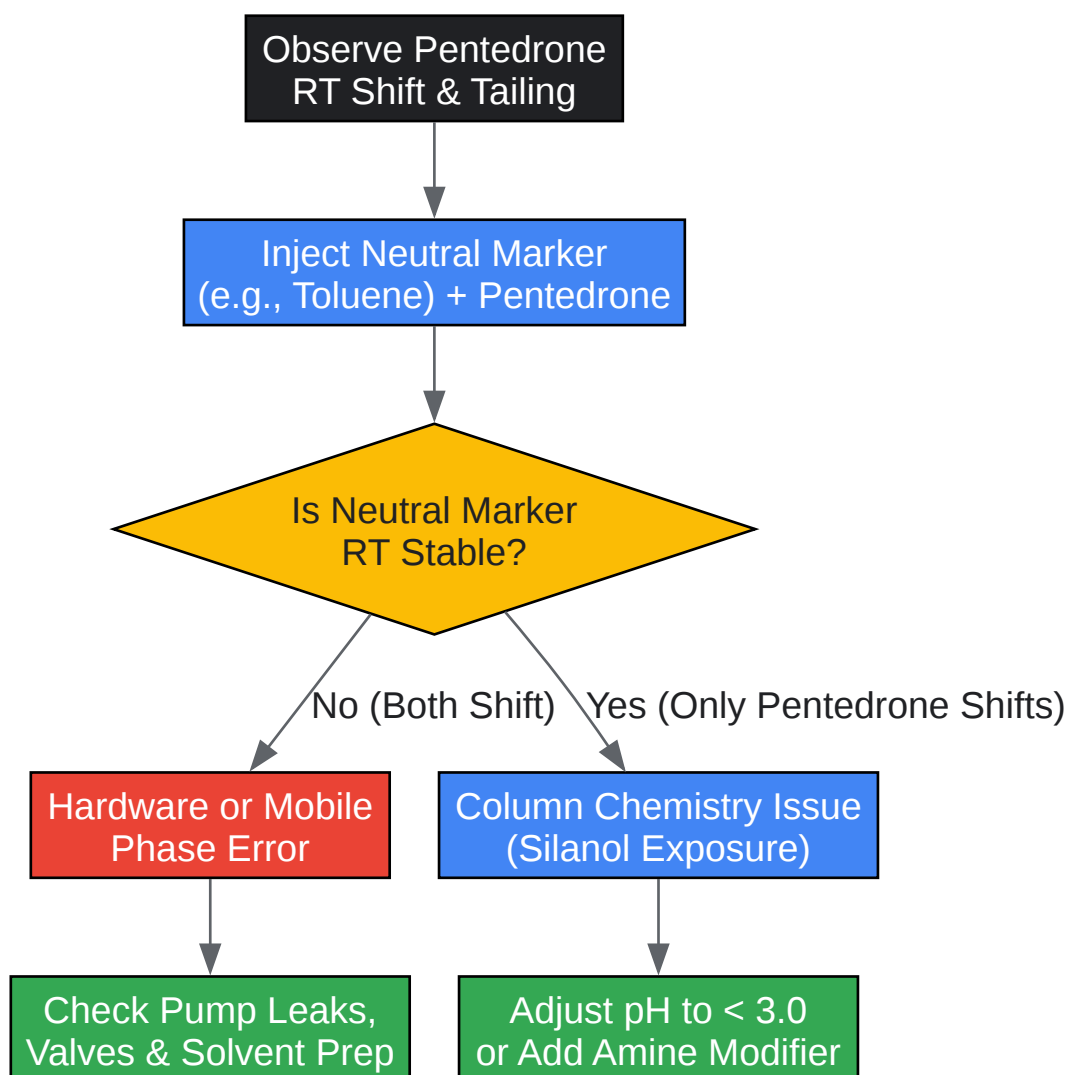 Observe Pentedrone
RT Shift & Tailing
Inject Neutral Marker
(e.g., Toluene) + Pentedrone
Is Neutral Marker
RT Stable?
No (Both Shift)
Yes (Only Pentedrone Shifts)
Hardware or Mobile
Phase Error
Column Chemistry Issue
(Silanol Exposure)
Check Pump Leaks,
Valves & Solvent Prep
Adjust pH to < 3.0
or Add Amine Modifier